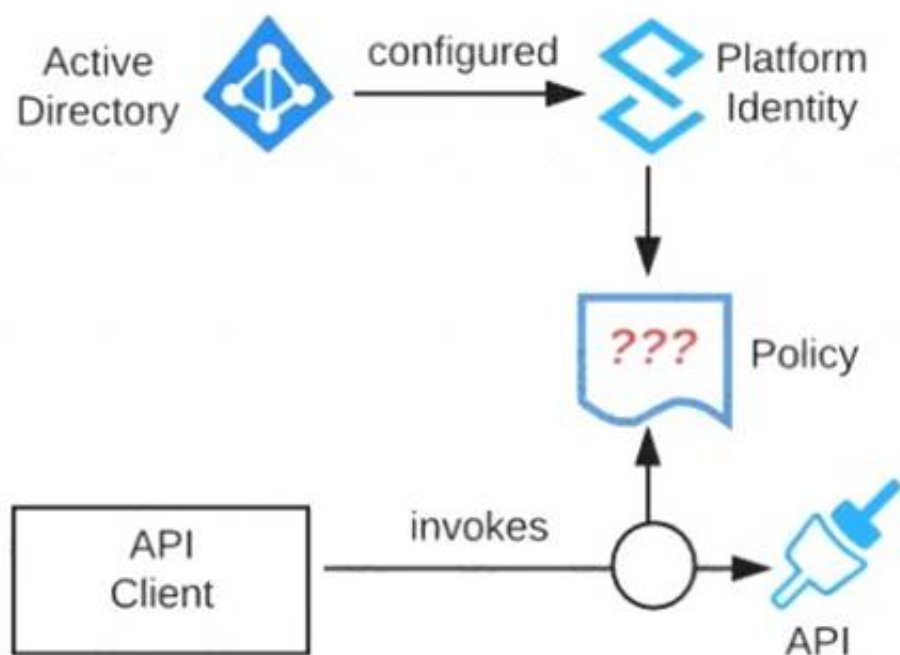 Active
Directory
configured
Platform
Identity
???
Policy
API
Client
invokes
API